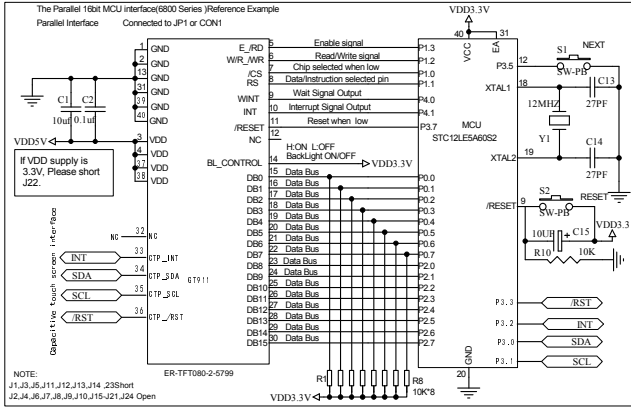 The Parallel 16bit MCU interface(6800 Series )Reference Example
Parallel Interface Connected to JP1 or CON1
VDD3.3V
1 GND
2 GND
13 GND
31 GND
39 GND
40 GND
3 VDD
4 VDD
37 VDD
38 VDD
C1 C2
10uf 0.1uf
VDD5V
If VDD supply is
3.3V, Please short
J22.
E_/RD 5 Enable signal P1.3
W/R_/WR 6 Read/Write signal P1.2
/CS 7 Chip selected when low P1.0
RS 8 Data/Instruction selected pin P1.1
WINT 9 Wait Signal Output P4.0
INT 10 Interrupt Signal Output P4.1
/RESET 11 Reset when low P3.7
NC 12
H:ON L:OFF
BL_CONTROL 14 BackLight ON/OFF VDD3.3V
DB0 15 Data Bus P0.0
DB1 16 Data Bus P0.1
DB2 17 Data Bus P0.2
DB3 18 Data Bus P0.3
DB4 19 Data Bus P0.4
DB5 20 Data Bus P0.5
DB6 21 Data Bus P0.6
DB7 22 Data Bus P0.7
DB8 23 Data Bus P2.0
DB9 24 Data Bus P2.1
DB10 25 Data Bus P2.2
DB11 26 Data Bus P2.3
DB12 27 Data Bus P2.4
DB13 28 Data Bus P2.5
DB14 29 Data Bus P2.6
DB15 30 Data Bus P2.7
Capacitive touch screen interface
NC 32 NC
INT 33 CTP_INT
SDA 34 CTP_SDA
GT911
SCL 35 CTP_SCL
/RST 36 CTP_/RST
ER-TFT080-2-5799
NOTE:
J1,J3,J5,J11,J12,J13,J14 ,23Short
J2,J4,J6,J7,J8,J9,J10,J15-J21,J24 Open
R1 R8
10K*8
VDD3.3V
40 VCC
31 EA
MCU
STC12LE5A60S2
GND
20
P3.5 12
S1 NEXT
SW-PB
XTAL1 18
C13
27PF
12MHZ
Y1
XTAL2 19
C14
27PF
/RESET 9
S2 RESET
SW-PB
VDD3.3
10UF + C15
R10 10K
P3.3 /RST
P3.2 INT
P3.0 SDA
P3.1 SCL